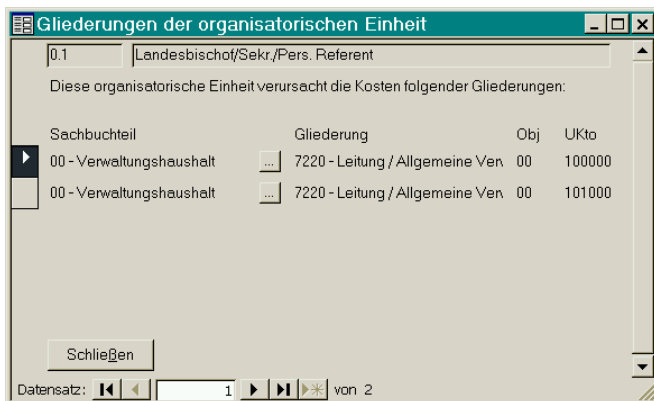 Gliederungen der organisatorischen Einheit
0.1 Landesbischof/Sekr./Pers. Referent
Diese organisatorische Einheit verursacht die Kosten folgender Gliederungen:
Sachbuchteil Gliederung Obj UKto
00 - Verwaltungshaushalt ... 7220 - Leitung / Allgemeine Ver 00 100000
00 - Verwaltungshaushalt ... 7220 - Leitung / Allgemeine Ver 00 101000
Schließen
Datensatz: 1 von 2